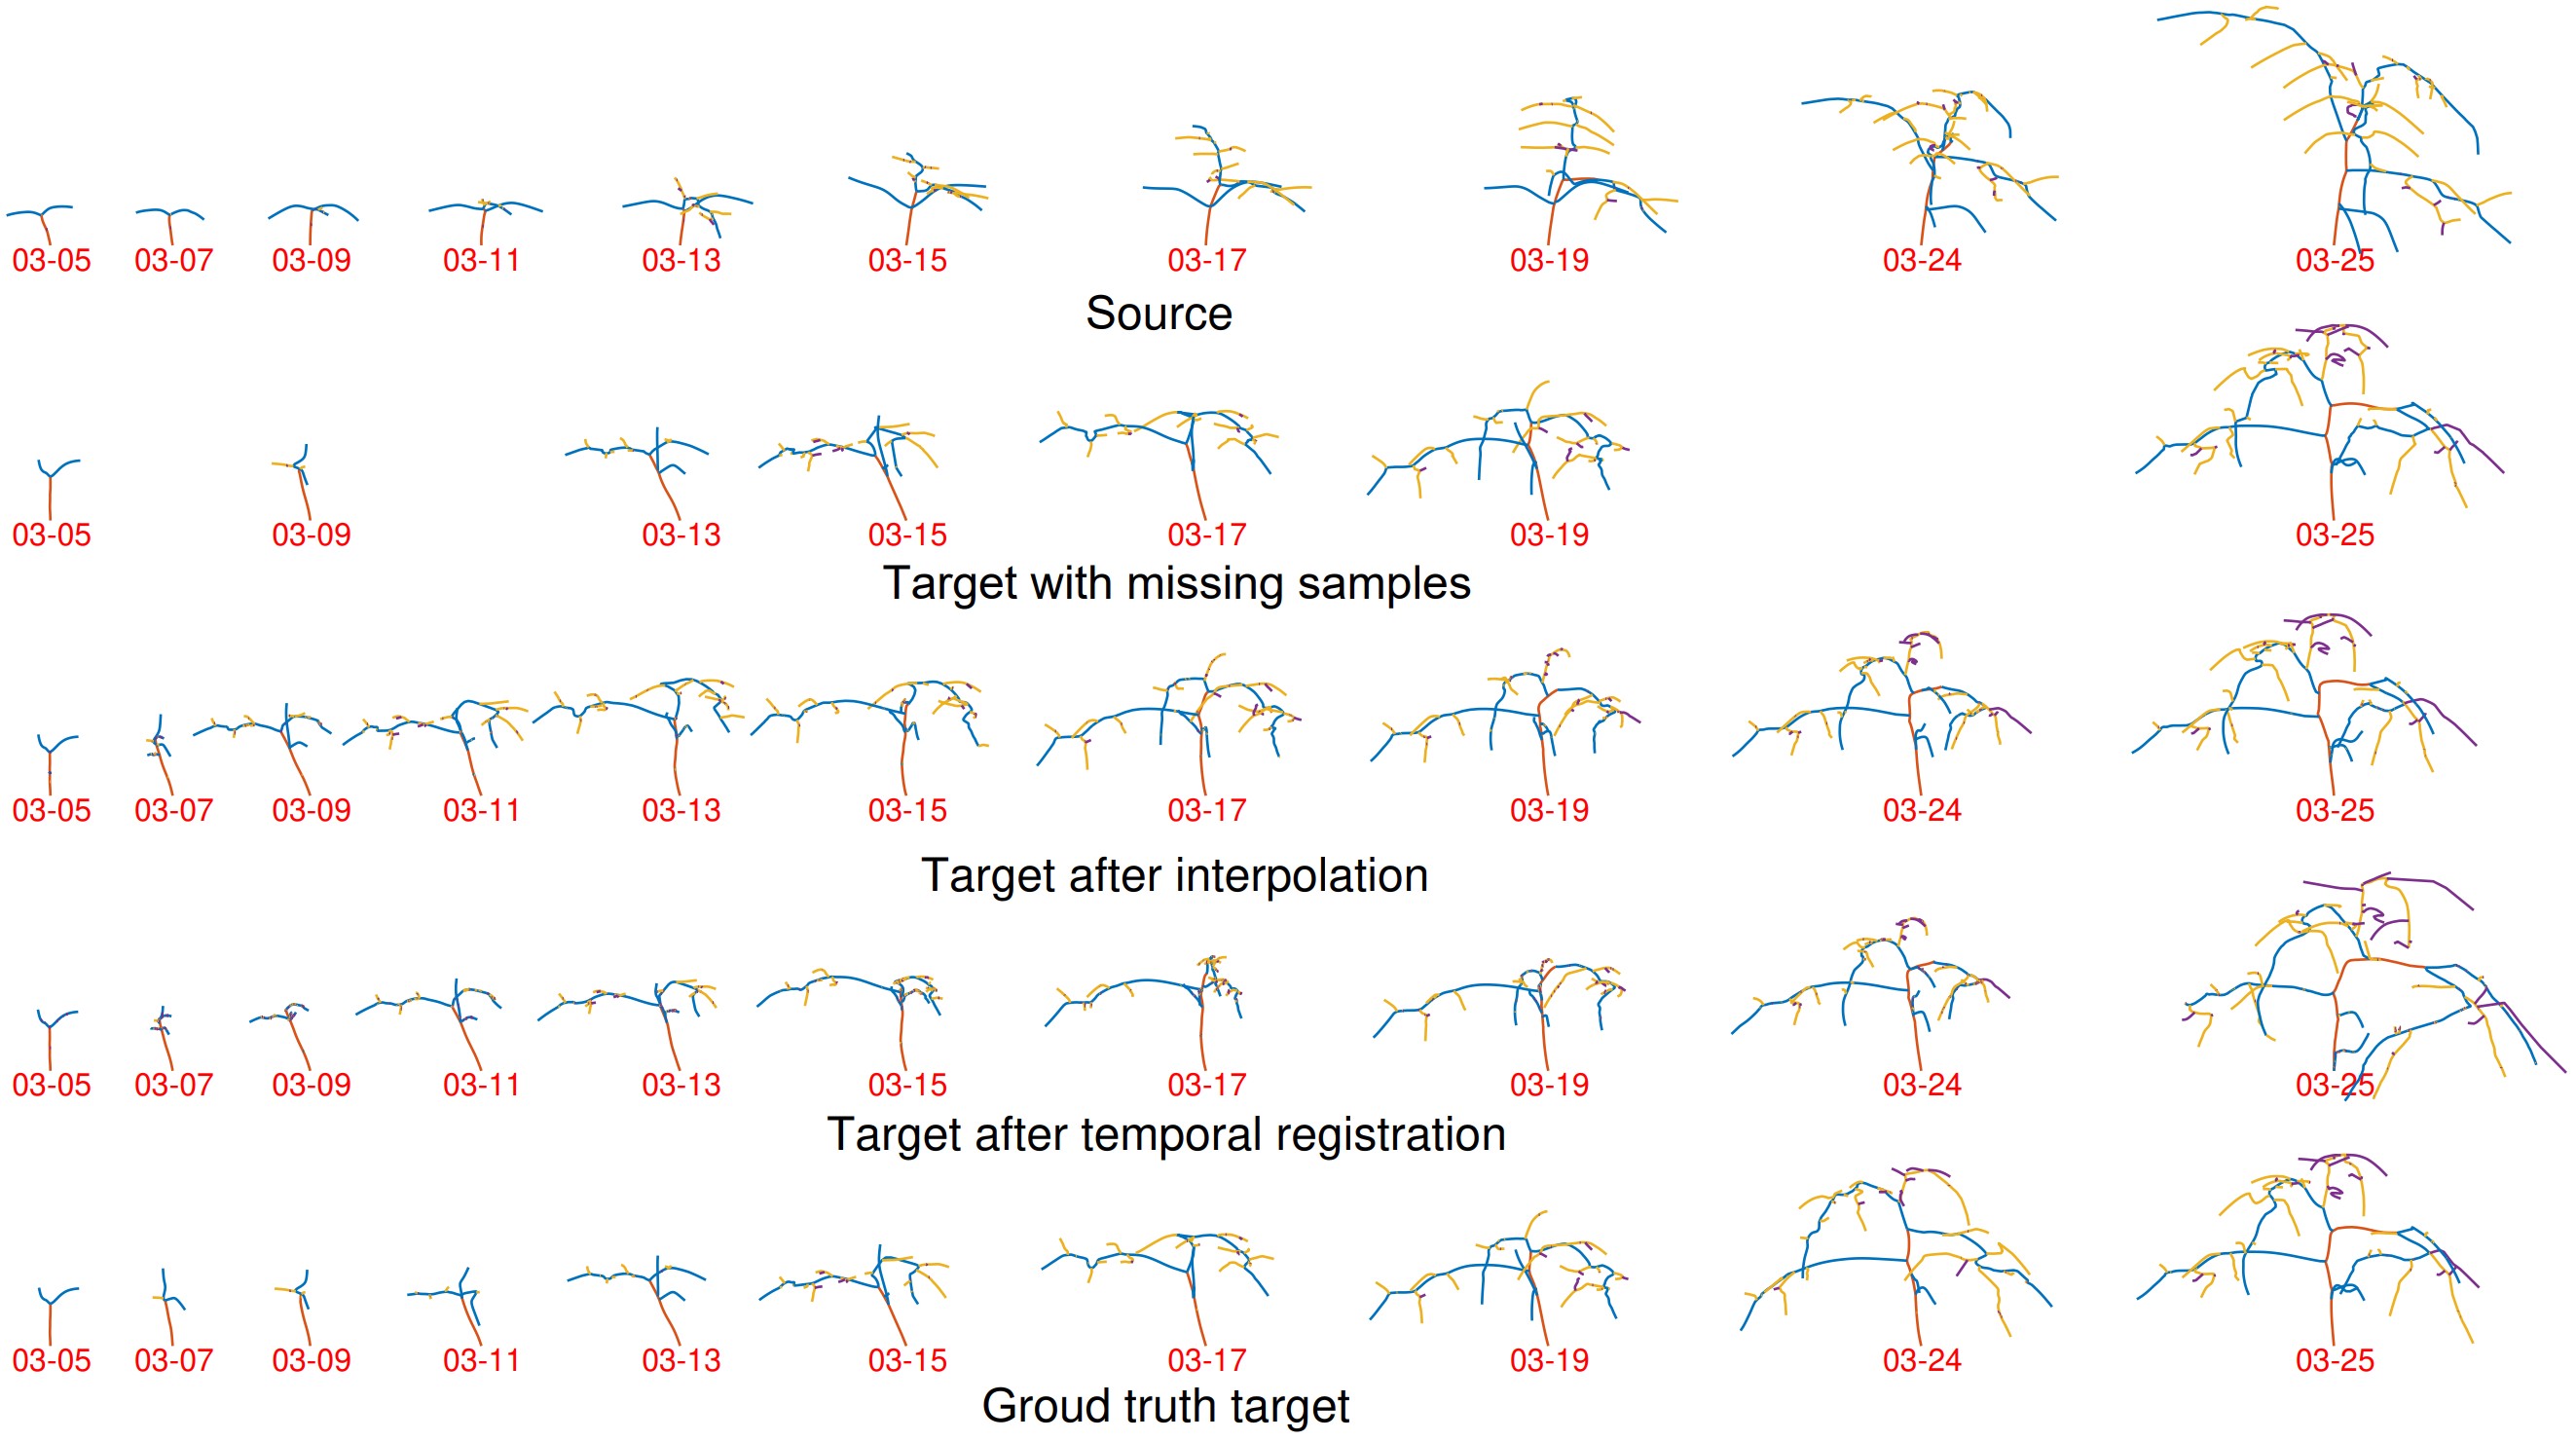 03-05 03-07 03-09 03-11 03-13 03-15 03-17 03-19 03-24 03-25
Source
03-05 03-09 03-13 03-15 03-17 03-19 03-25
Target with missing samples
03-05 03-07 03-09 03-11 03-13 03-15 03-17 03-19 03-24 03-25
Target after interpolation
03-05 03-07 03-09 03-11 03-13 03-15 03-17 03-19 03-24 03-25
Target after temporal registration
03-05 03-07 03-09 03-11 03-13 03-15 03-17 03-19 03-24 03-25
Groud truth target